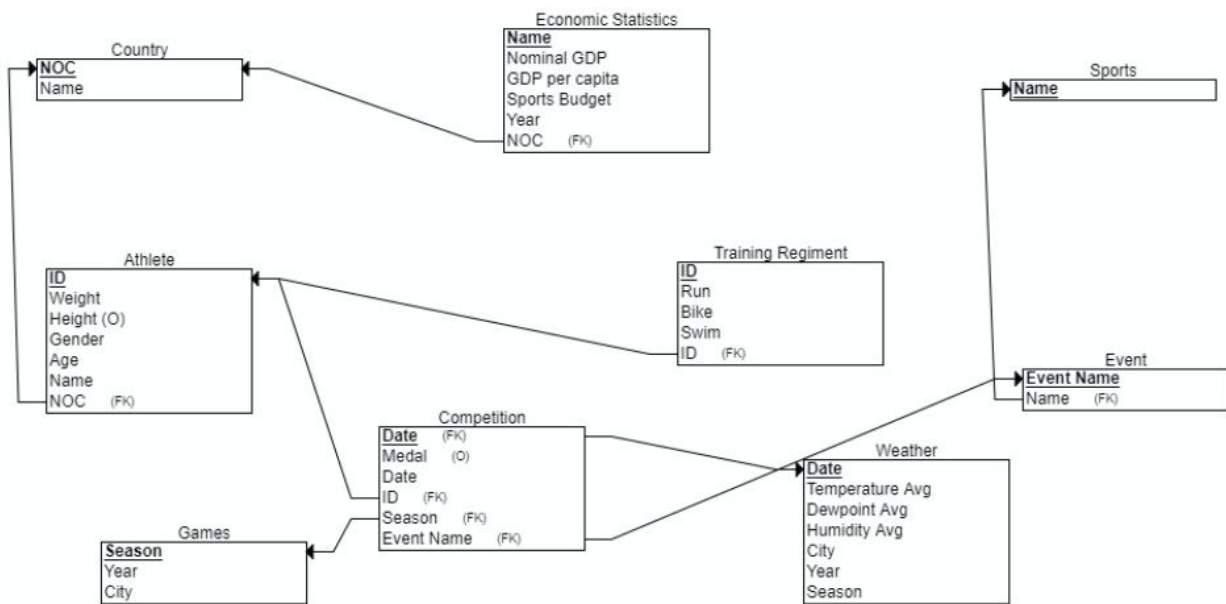 Economic Statistics
Name
Nominal GDP
GDP per capita
Sports Budget
Year
NOC (FK)
Country
NOC
Name
Sports
Name
Athlete
ID
Weight
Height (O)
Gender
Age
Name
NOC (FK)
Training Regiment
ID
Run
Bike
Swim
ID (FK)
Event
Event Name
Name (FK)
Competition
Date (FK)
Medal (O)
Date
ID (FK)
Season (FK)
Event Name (FK)
Weather
Date
Temperature Avg
Dewpoint Avg
Humidity Avg
City
Year
Season
Games
Season
Year
City